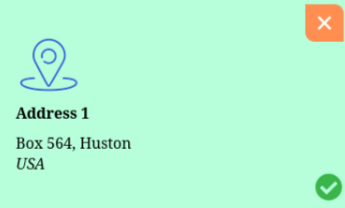 Address 1
Box 564, Huston
USA